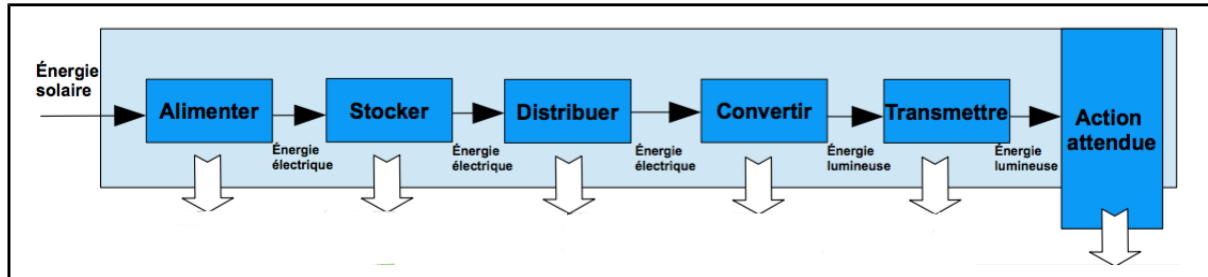 Énergie
solaire
Alimenter
Stocker
Distribuer
Convertir
Transmettre
Action
attendue
Énergie
électrique
Énergie
électrique
Énergie
électrique
Énergie
lumineuse
Énergie
lumineuse